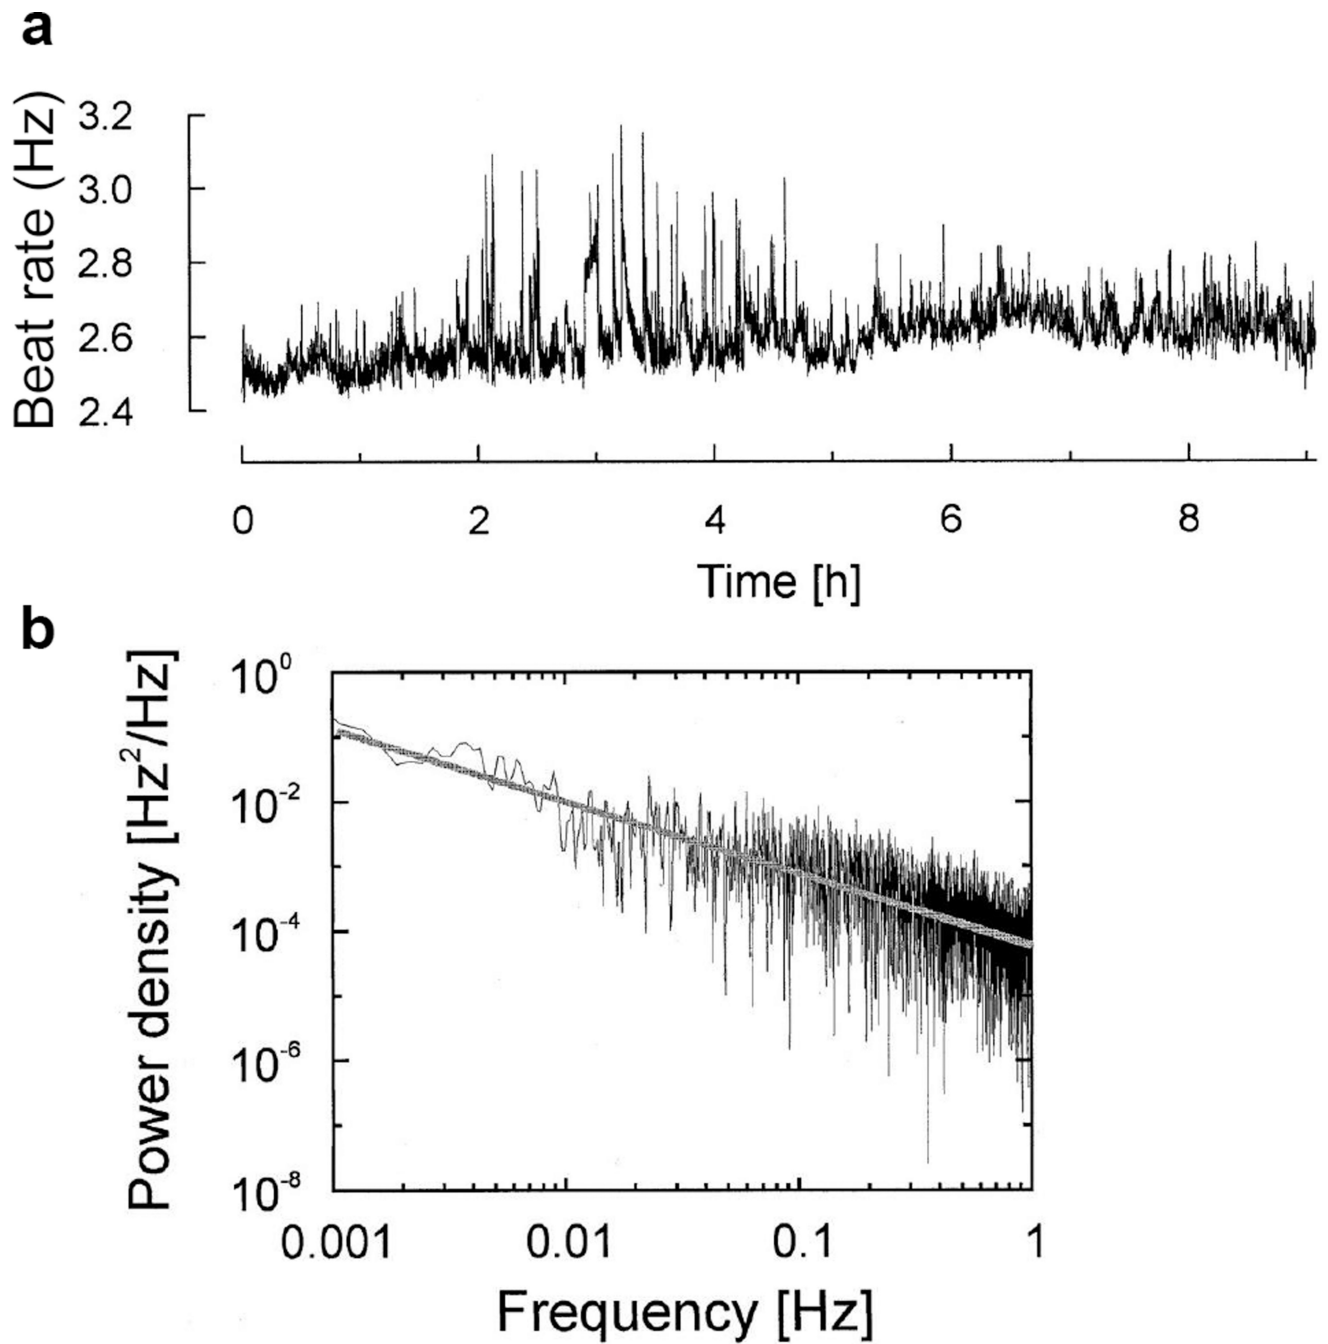 a
Beat rate (Hz)
3.2
3.0
2.8
2.6
2.4
0 2 4 6 8
Time [h]
b
Power density [Hz²/Hz]
10⁰
10⁻²
10⁻⁴
10⁻⁶
10⁻⁸
0.001 0.01 0.1 1
Frequency [Hz]